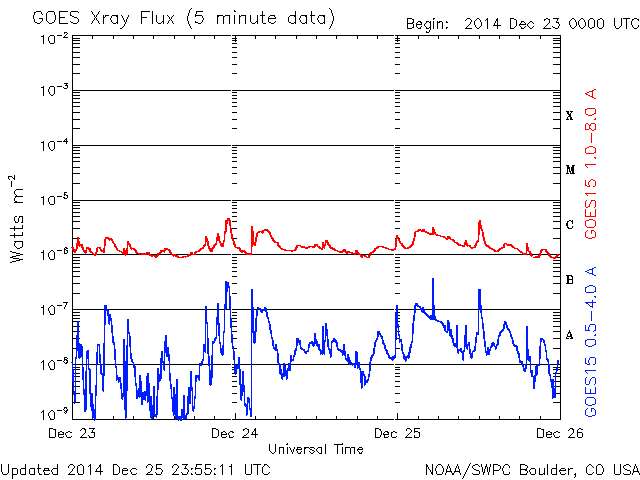 GOES Xray Flux (5 minute data)
Begin: 2014 Dec 23 0000 UTC
10⁻²
10⁻³
10⁻⁴
10⁻⁵
10⁻⁶
10⁻⁷
10⁻⁸
10⁻⁹
Watts m⁻²
X
M
C
B
A
GOES15 1.0-8.0 A
GOES15 0.5-4.0 A
Dec 23
Dec 24
Dec 25
Dec 26
Universal Time
Updated 2014 Dec 25 23:55:11 UTC
NOAA/SWPC Boulder, CO USA